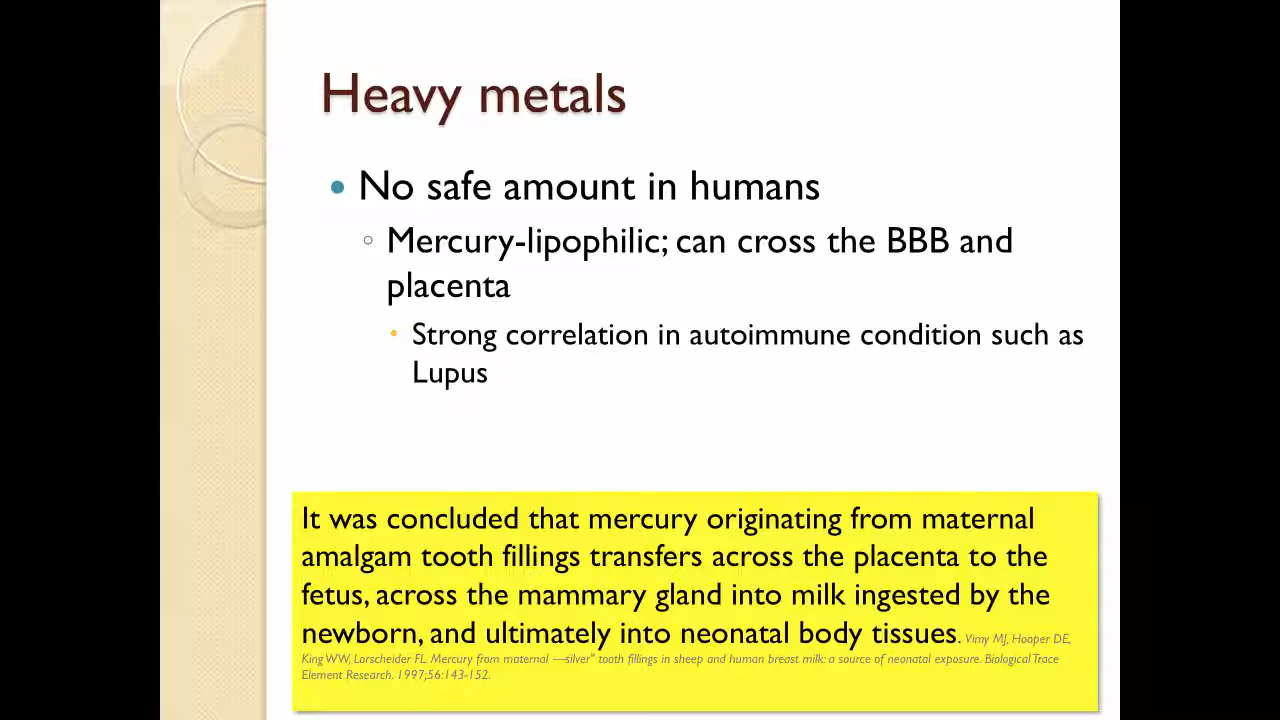 Heavy metals
No safe amount in humans
Mercury-lipophilic; can cross the BBB and
placenta
Strong correlation in autoimmune condition such as
Lupus
It was concluded that mercury originating from maternal
amalgam tooth fillings transfers across the placenta to the
fetus, across the mammary gland into milk ingested by the
newborn, and ultimately into neonatal body tissues. Vimy MJ, Hooper DE,
King WW, Lorscheider FL. Mercury from maternal ―silver" tooth fillings in sheep and human breast milk: a source of neonatal exposure. Biological Trace
Element Research. 1997;56:143-152.